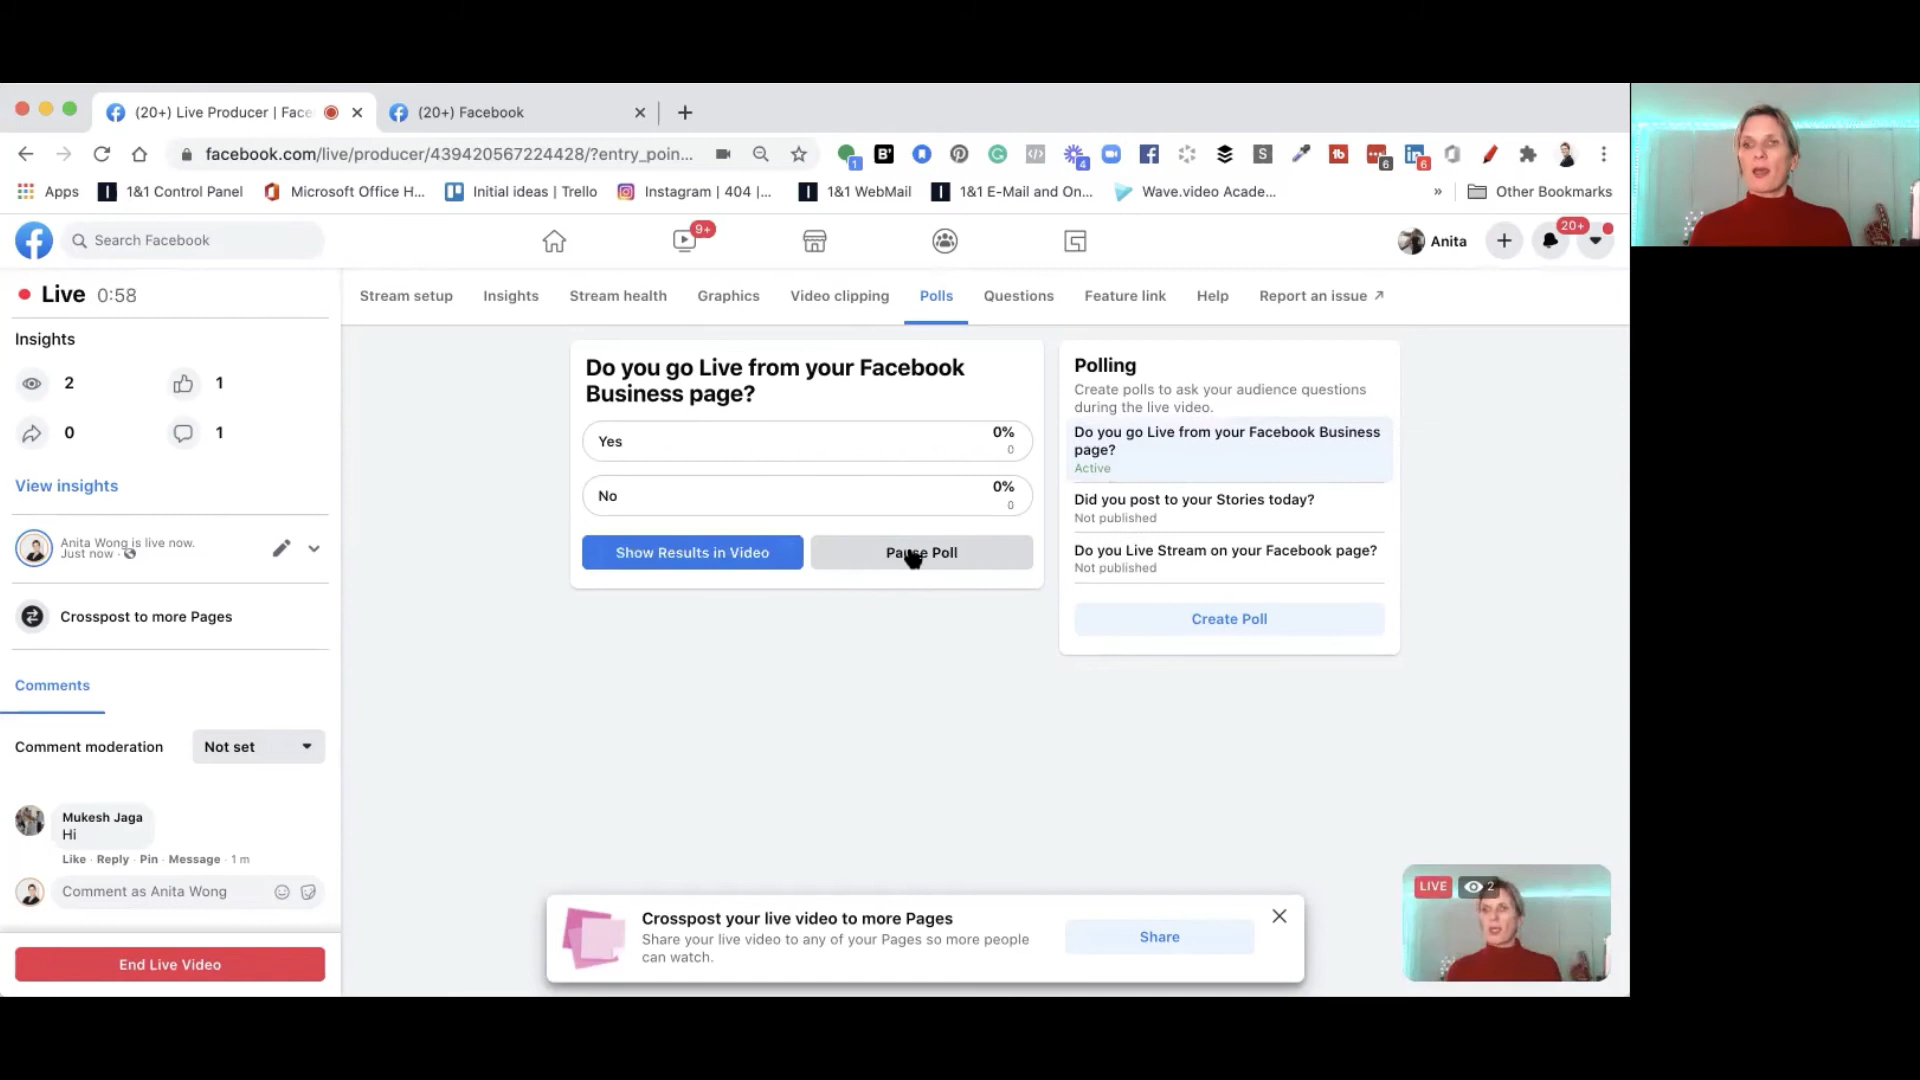 (20+) Live Producer | Face
(20+) Facebook
facebook.com/live/producer/439420567224428/?entry_poin...
1
B'
4
S
tb
6
6
Apps
1&1 Control Panel
Microsoft Office H...
Initial ideas | Trello
Instagram | 404 |...
1&1 WebMail
1&1 E-Mail and On...
Wave.video Acade...
»
Other Bookmarks
Search Facebook
9+
Anita
20+
Live 0:58
Stream setup
Insights
Stream health
Graphics
Video clipping
Polls
Questions
Feature link
Help
Report an issue
Insights
2
1
0
1
View insights
Anita Wong is live now.
Just now ·
Crosspost to more Pages
Comments
Comment moderation
Not set
Mukesh Jaga
Hi
Like · Reply · Pin · Message · 1 m
Comment as Anita Wong
End Live Video
Do you go Live from your Facebook
Business page?
Yes
0%
0
No
0%
0
Show Results in Video
Pause Poll
Polling
Create polls to ask your audience questions
during the live video.
Do you go Live from your Facebook Business
page?
Active
Did you post to your Stories today?
Not published
Do you Live Stream on your Facebook page?
Not published
Create Poll
Crosspost your live video to more Pages
Share your live video to any of your Pages so more people
can watch.
Share
LIVE
2